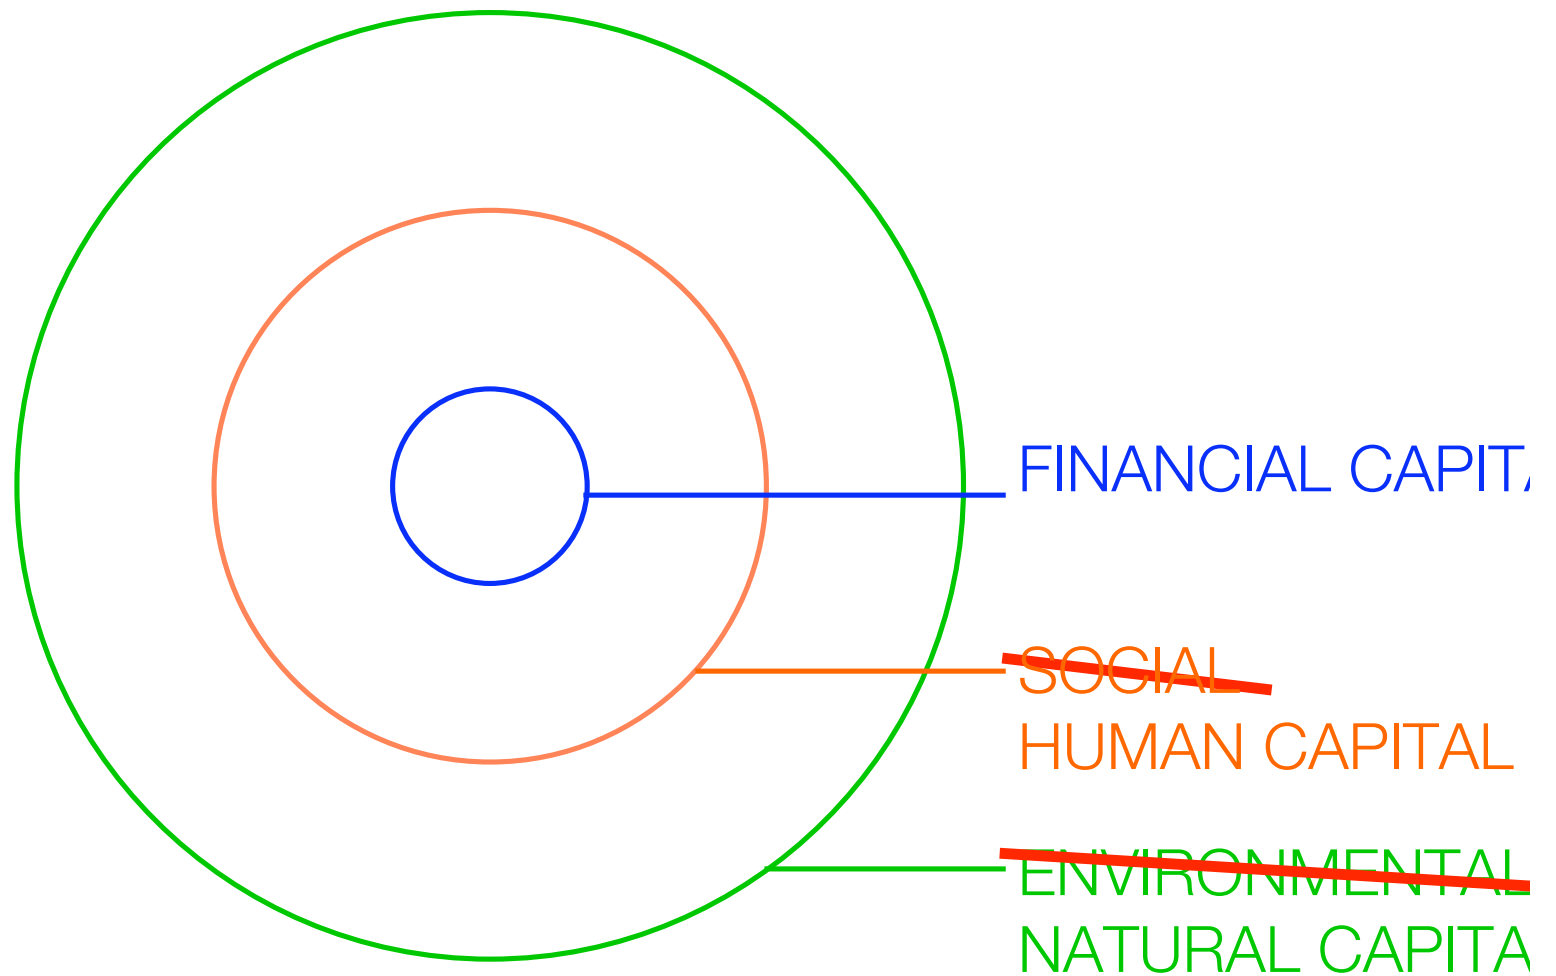 FINANCIAL CAPITA
SOCIAL
HUMAN CAPITAL
ENVIRONMENTAL
NATURAL CAPITA